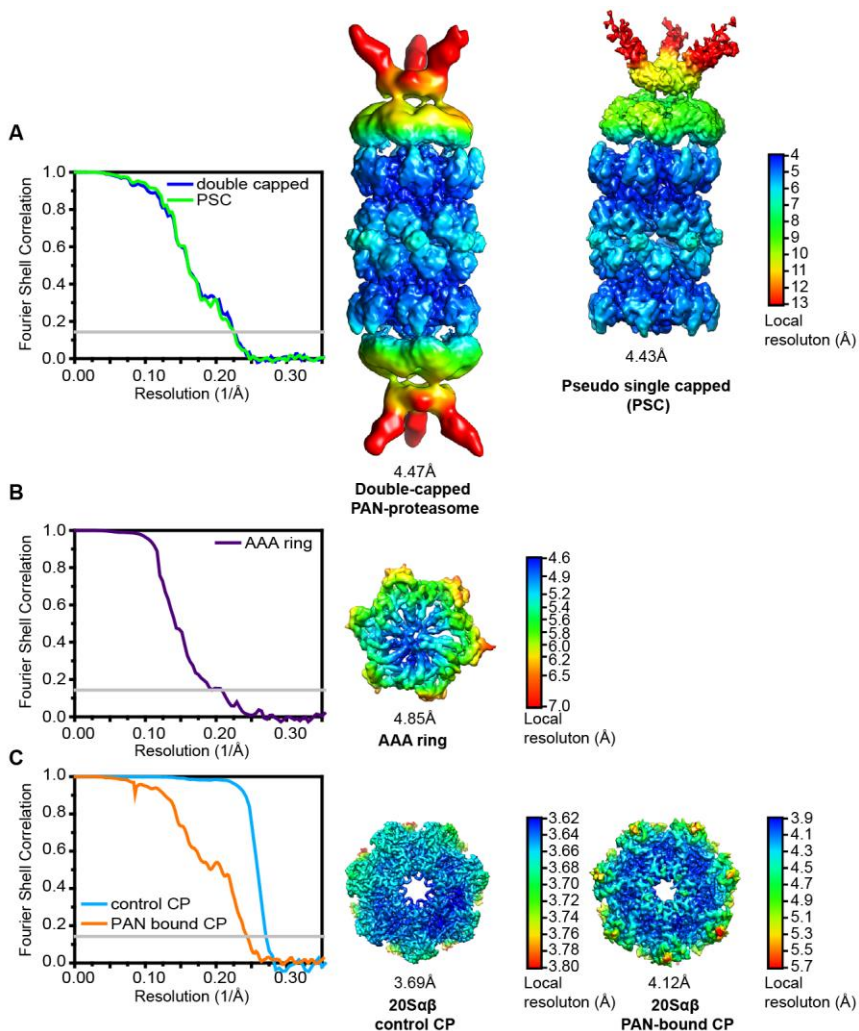 A
1.0
0.8
0.6
0.4
0.2
0.0
Fourier Shell Correlation
double capped
PSC
0.00
0.10
0.20
0.30
Resolution (1/Å)
4.47Å
Double-capped
PAN-proteasome
4.43Å
Pseudo single capped
(PSC)
4
5
6
7
8
9
10
11
12
13
Local
resoluton (Å)
B
1.0
0.8
0.6
0.4
0.2
0.0
Fourier Shell Correlation
AAA ring
0.00
0.10
0.20
0.30
Resolution (1/Å)
4.85Å
AAA ring
4.6
4.9
5.2
5.4
5.6
5.8
6.0
6.2
6.5
7.0
Local
resoluton (Å)
C
1.0
0.8
0.6
0.4
0.2
0.0
Fourier Shell Correlation
control CP
PAN bound CP
0.00
0.10
0.20
0.30
Resolution (1/Å)
3.69Å
20Sαβ
control CP
3.62
3.64
3.66
3.68
3.70
3.72
3.74
3.76
3.78
3.80
Local
resoluton (Å)
4.12Å
20Sαβ
PAN-bound CP
3.9
4.1
4.3
4.5
4.7
4.9
5.1
5.3
5.5
5.7
Local
resoluton (Å)